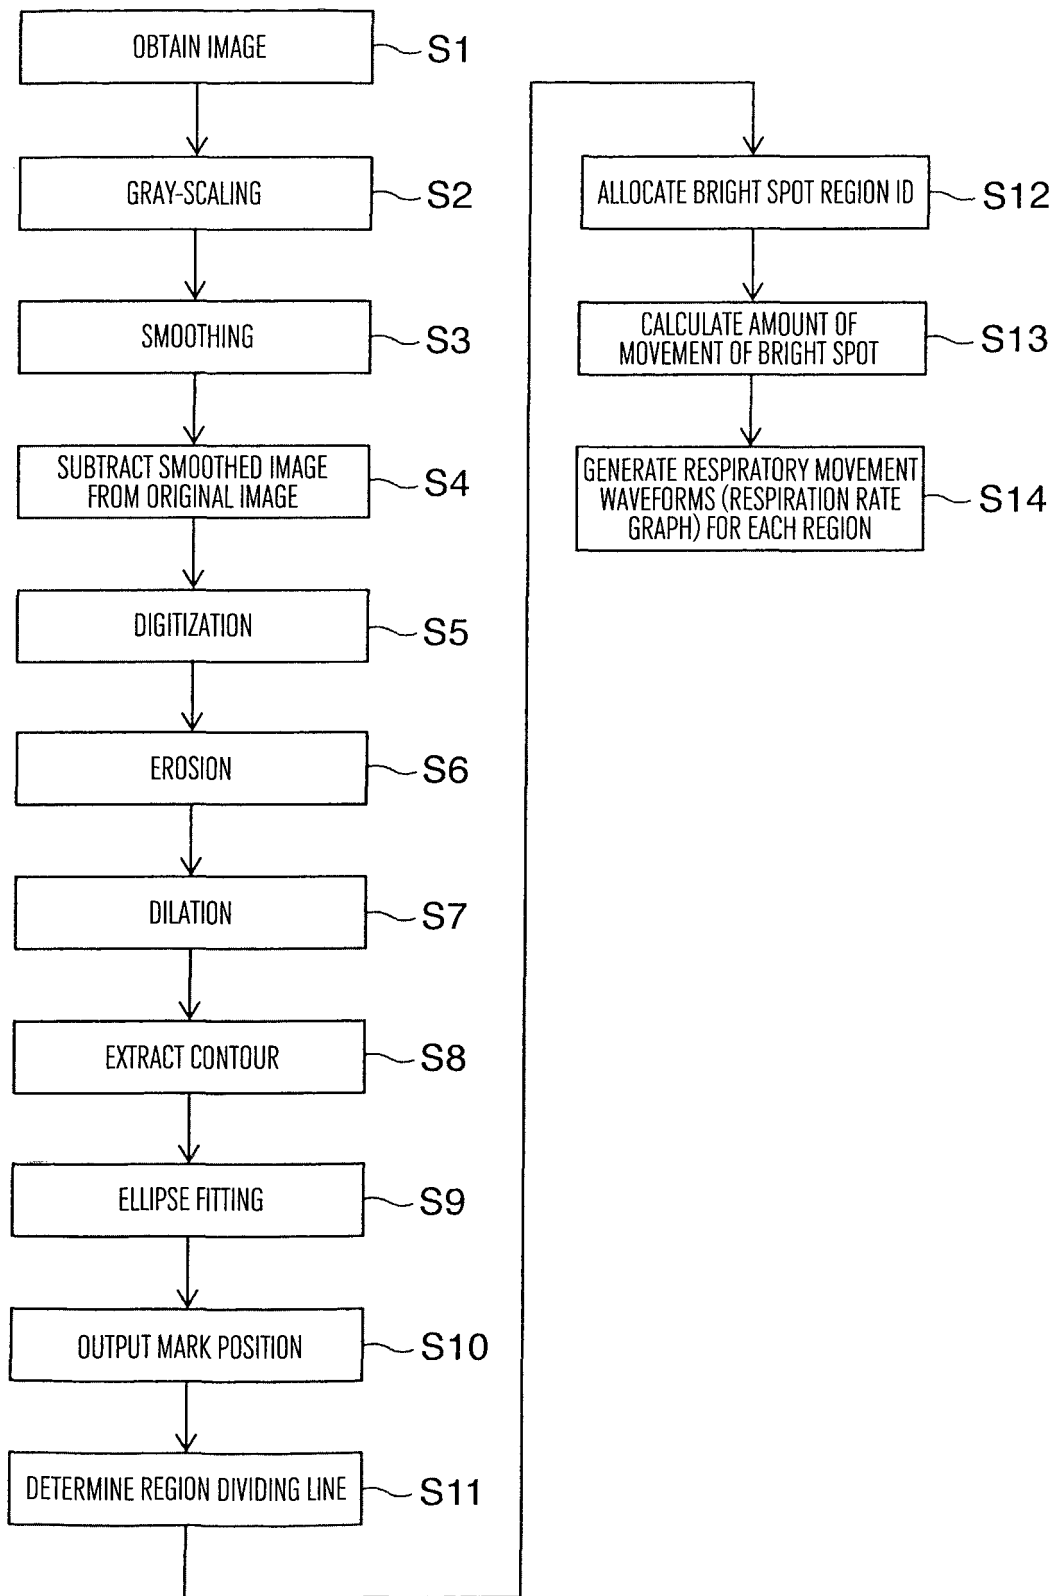 OBTAIN IMAGE
S1
GRAY-SCALING
S2
SMOOTHING
S3
SUBTRACT SMOOTHED IMAGE
FROM ORIGINAL IMAGE
S4
DIGITIZATION
S5
EROSION
S6
DILATION
S7
EXTRACT CONTOUR
S8
ELLIPSE FITTING
S9
OUTPUT MARK POSITION
S10
DETERMINE REGION DIVIDING LINE
S11
ALLOCATE BRIGHT SPOT REGION ID
S12
CALCULATE AMOUNT OF
MOVEMENT OF BRIGHT SPOT
S13
GENERATE RESPIRATORY MOVEMENT
WAVEFORMS (RESPIRATION RATE
GRAPH) FOR EACH REGION
S14